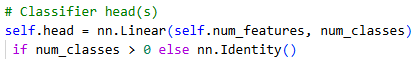 # Classifier head(s)
self.head = nn.Linear(self.num_features, num_classes)
 if num_classes > 0 else nn.Identity()